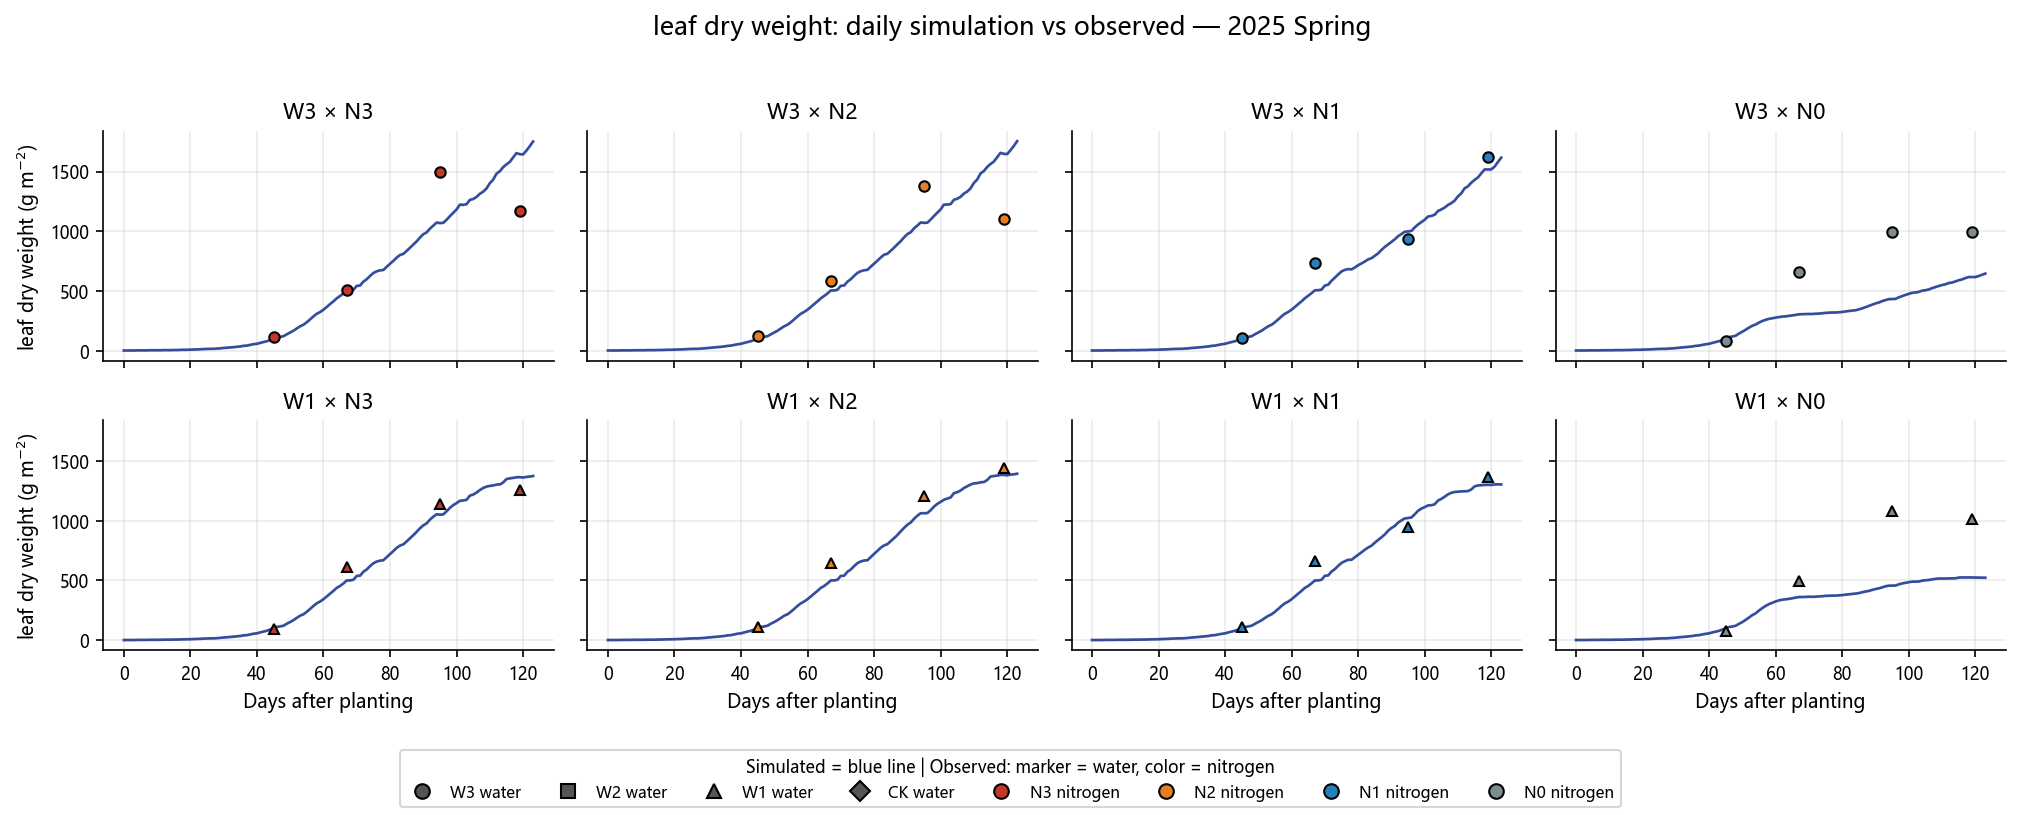 leaf dry weight: daily simulation vs observed — 2025 Spring
W3 × N3
W3 × N2
W3 × N1
W3 × N0
leaf dry weight (g m⁻²)
1500
1000
500
0
W1 × N3
W1 × N2
W1 × N1
W1 × N0
leaf dry weight (g m⁻²)
1500
1000
500
0
0 20 40 60 80 100 120
0 20 40 60 80 100 120
0 20 40 60 80 100 120
0 20 40 60 80 100 120
Days after planting
Days after planting
Days after planting
Days after planting
Simulated = blue line | Observed: marker = water, color = nitrogen
W3 water W2 water W1 water CK water N3 nitrogen N2 nitrogen N1 nitrogen N0 nitrogen